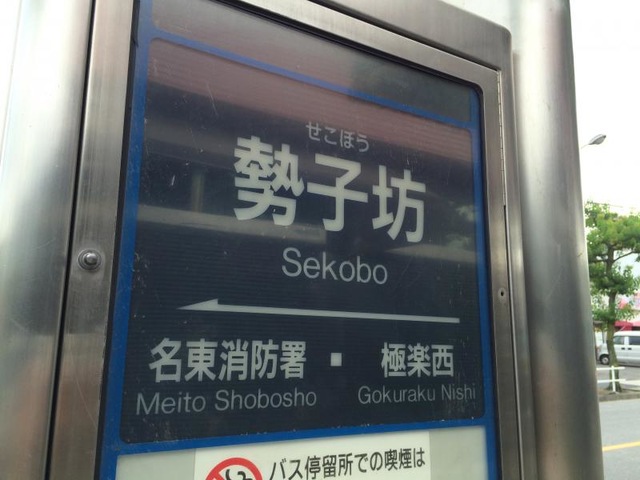 せこぼう
勢子坊
Sekobo
名東消防署 ・ 極楽西
Meito Shobosho Gokuraku Nishi
バス停留所での喫煙は